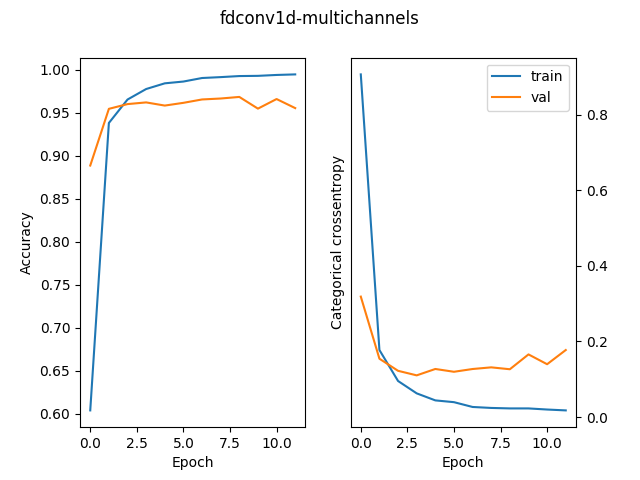 fdconv1d-multichannels
Accuracy
1.00
0.95
0.90
0.85
0.80
0.75
0.70
0.65
0.60
0.0 2.5 5.0 7.5 10.0
Epoch
Categorical crossentropy
train
val
0.8
0.6
0.4
0.2
0.0
0.0 2.5 5.0 7.5 10.0
Epoch